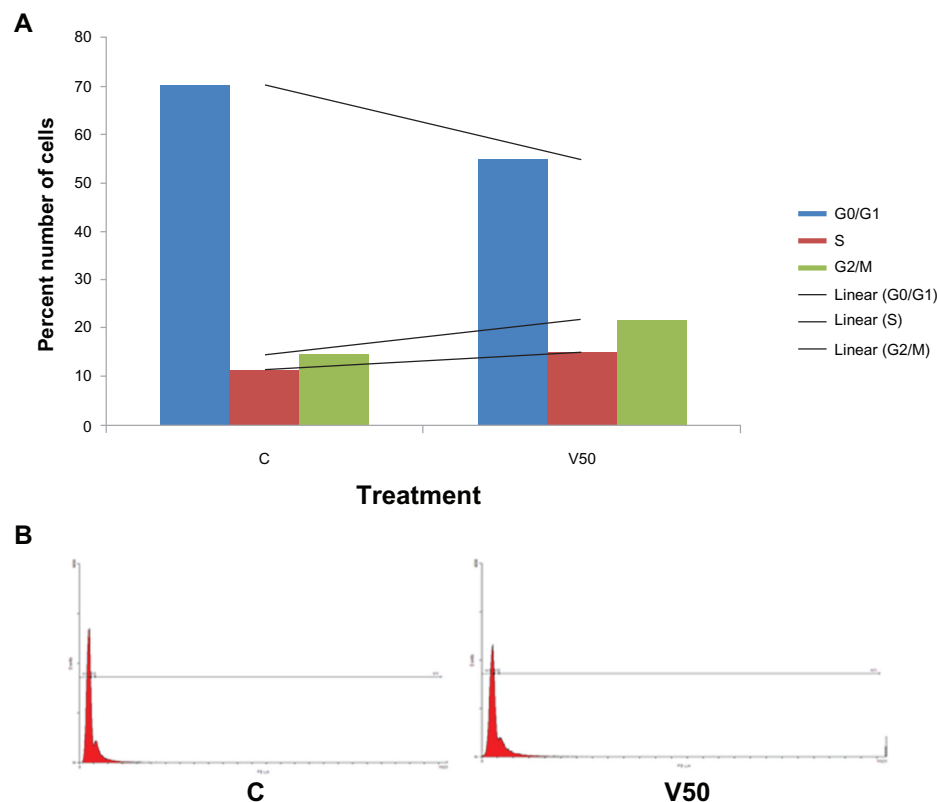 A
80
70
60
50
40
30
20
10
0
Percent number of cells
C
V50
Treatment
G0/G1
S
G2/M
Linear (G0/G1)
Linear (S)
Linear (G2/M)
B
C
V50